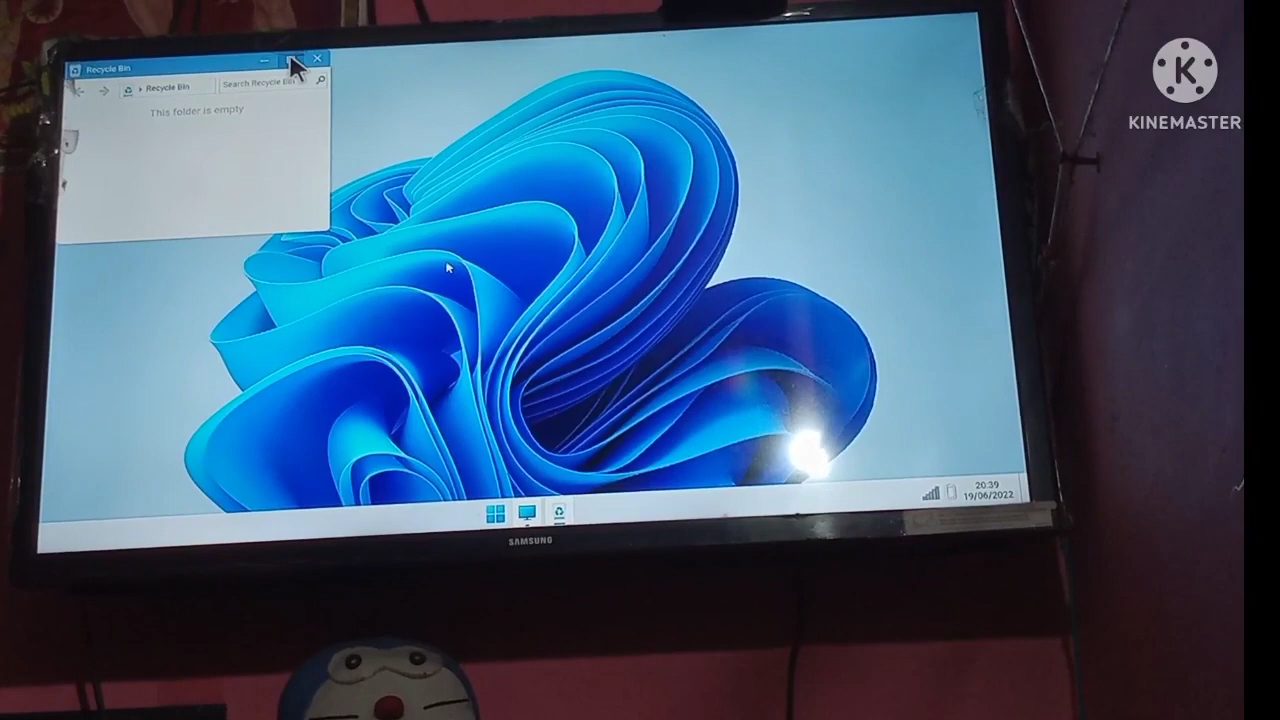 Recycle Bin
Recycle Bin
Search Recycle Bin
This folder is empty
K
KINEMASTER
20:39
19/06/2022
SAMSUNG